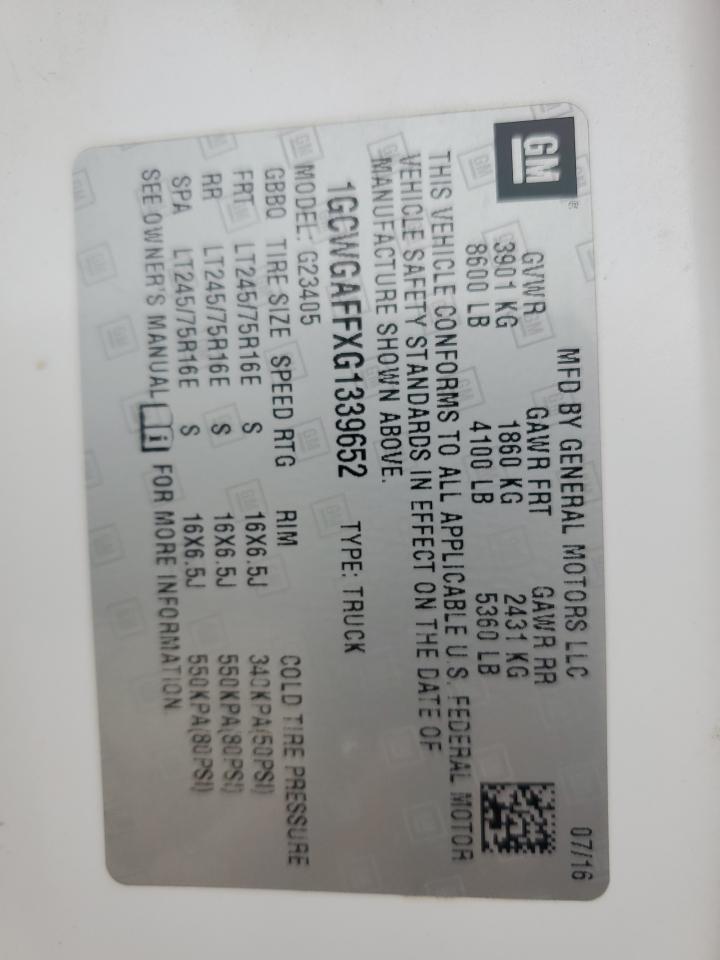 GM
MFD BY GENERAL MOTORS LLC 07/16
GVWR GAWR FRT GAWR RR
3901 KG 1860 KG 2431 KG
8600 LB 4100 LB 5360 LB
THIS VEHICLE CONFORMS TO ALL APPLICABLE U.S. FEDERAL MOTOR
VEHICLE SAFETY STANDARDS IN EFFECT ON THE DATE OF
MANUFACTURE SHOWN ABOVE.
1GCWGAFFXG1339652 TYPE: TRUCK
MODEL: G23405
GBBO TIRE SIZE SPEED RTG RIM COLD TIRE PRESSURE
FRT LT245/75R16E S 16X6.5J 340KPA(50PSI)
RR LT245/75R16E S 16X6.5J 550KPA(80PSI)
SPA LT245/75R16E S 16X6.5J 550KPA(80PSI)
SEE OWNER'S MANUAL i FOR MORE INFORMATION.